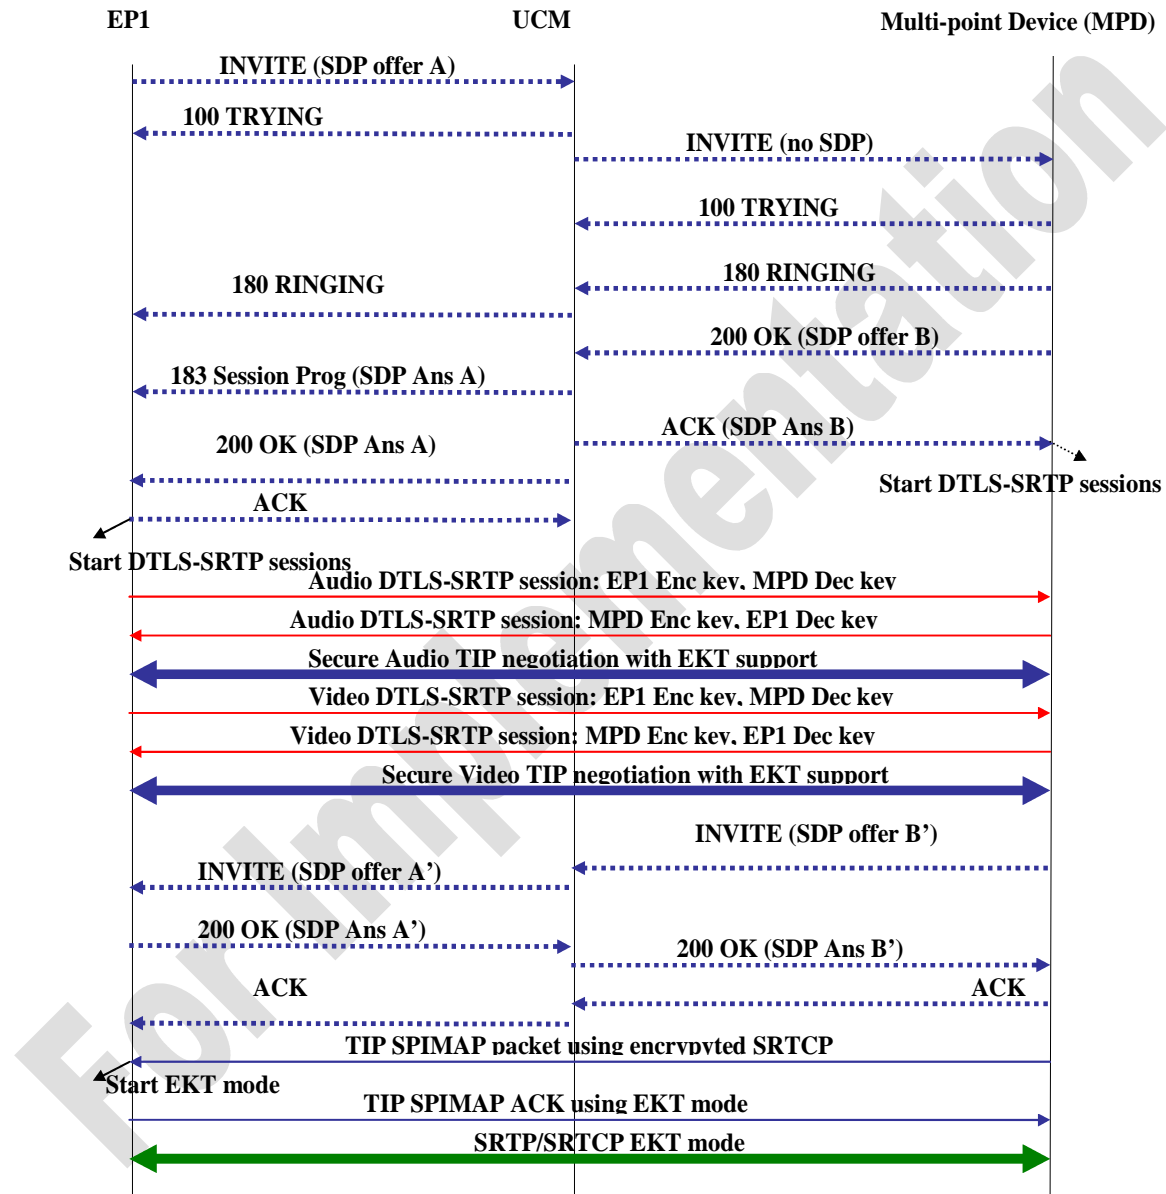 EP1 UCM Multi-point Device (MPD)
INVITE (SDP offer A)
100 TRYING
INVITE (no SDP)
100 TRYING
180 RINGING
180 RINGING
200 OK (SDP offer B)
183 Session Prog (SDP Ans A)
ACK (SDP Ans B)
200 OK (SDP Ans A)
Start DTLS-SRTP sessions
ACK
Start DTLS-SRTP sessions
Audio DTLS-SRTP session: EP1 Enc key, MPD Dec key
Audio DTLS-SRTP session: MPD Enc key, EP1 Dec key
Secure Audio TIP negotiation with EKT support
Video DTLS-SRTP session: EP1 Enc key, MPD Dec key
Video DTLS-SRTP session: MPD Enc key, EP1 Dec key
Secure Video TIP negotiation with EKT support
INVITE (SDP offer B’)
INVITE (SDP offer A’)
200 OK (SDP Ans A’)
200 OK (SDP Ans B’)
ACK ACK
TIP SPIMAP packet using encrypyted SRTCP
Start EKT mode
TIP SPIMAP ACK using EKT mode
SRTP/SRTCP EKT mode
For Implementation